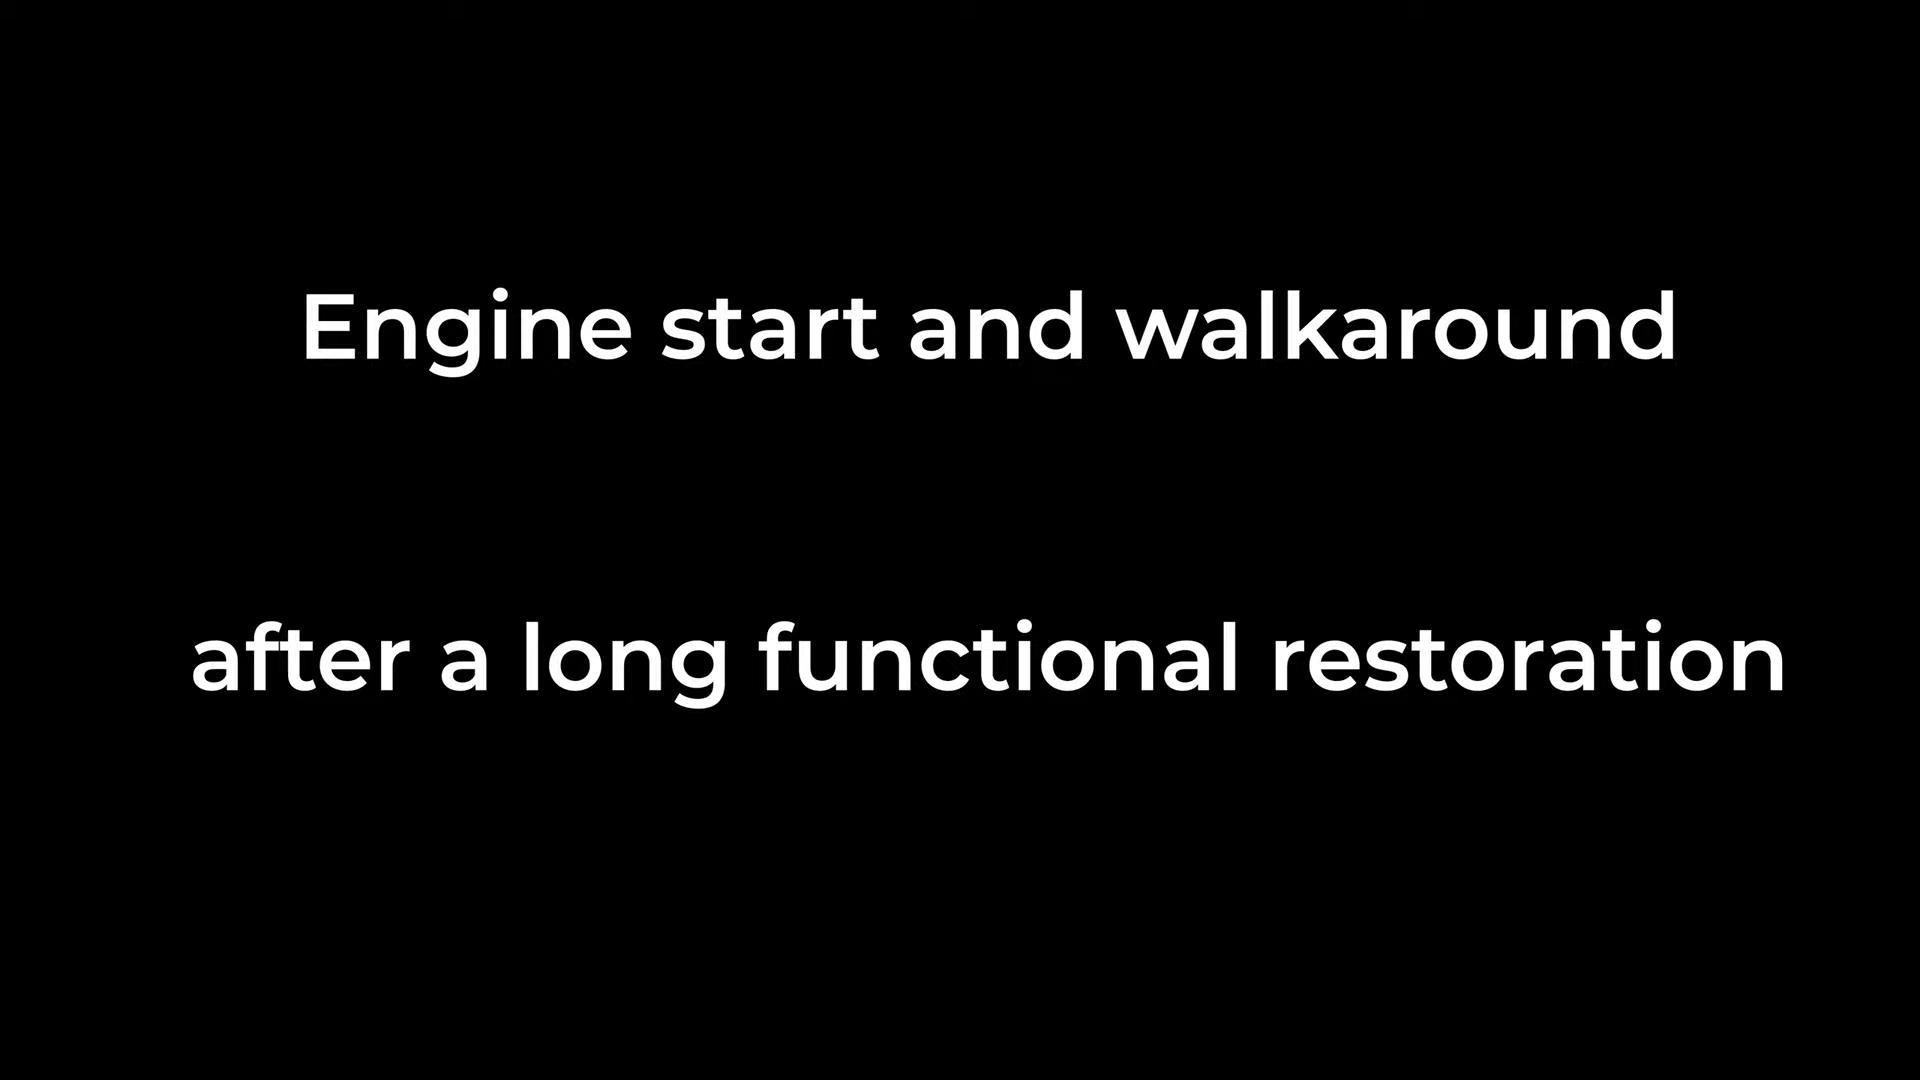 Engine start and walkaround
after a long functional restoration